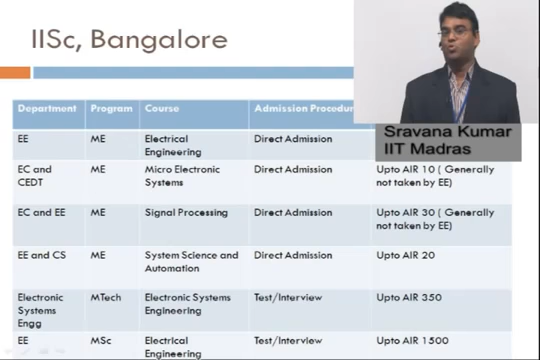 IISc, Bangalore
Department Program Course Admission Procedur
EE ME Electrical Direct Admission
Engineering
EC and ME Micro Electronic Direct Admission Upto AIR 10 ( Generally
CEDT Systems not taken by EE)
EC and EE ME Signal Processing Direct Admission Upto AIR 30 ( Generally
not taken by EE)
EE and CS ME System Science and Direct Admission Upto AIR 20
Automation
Electronic MTech Electronic Systems Test/Interview Upto AIR 350
Systems Engineering
Engg
EE MSc Electrical Test/Interview Upto AIR 1500
Engineering
Sravana Kumar
IIT Madras